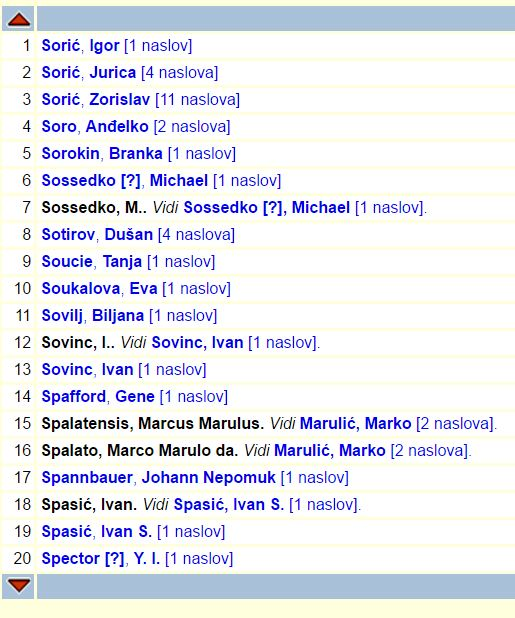 1 Sorić, Igor [1 naslov]
2 Sorić, Jurica [4 naslova]
3 Sorić, Zorislav [11 naslova]
4 Soro, Anđelko [2 naslova]
5 Sorokin, Branka [1 naslov]
6 Sossedko [?], Michael [1 naslov]
7 Sossedko, M.. Vidi Sossedko [?], Michael [1 naslov].
8 Sotirov, Dušan [4 naslova]
9 Soucie, Tanja [1 naslov]
10 Soukalova, Eva [1 naslov]
11 Sovilj, Biljana [1 naslov]
12 Sovinc, I.. Vidi Sovinc, Ivan [1 naslov].
13 Sovinc, Ivan [1 naslov]
14 Spafford, Gene [1 naslov]
15 Spalatensis, Marcus Marulus. Vidi Marulić, Marko [2 naslova].
16 Spalato, Marco Marulo da. Vidi Marulić, Marko [2 naslova].
17 Spannbauer, Johann Nepomuk [1 naslov]
18 Spasić, Ivan. Vidi Spasić, Ivan S. [1 naslov].
19 Spasić, Ivan S. [1 naslov]
20 Spector [?], Y. I. [1 naslov]